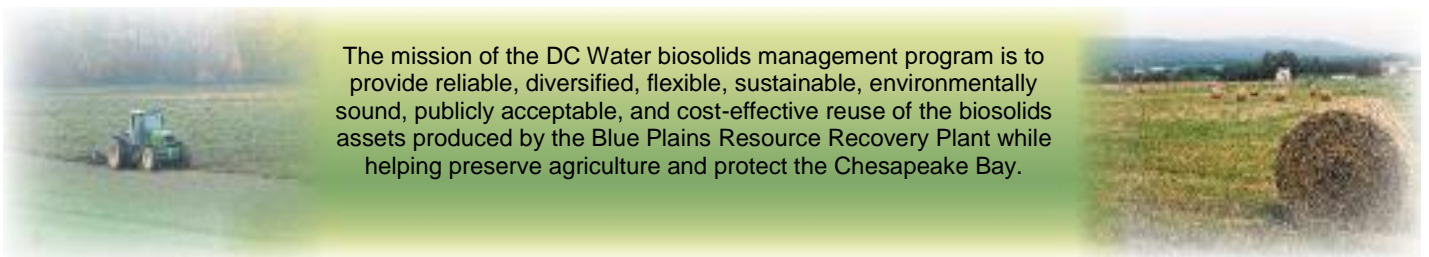 The mission of the DC Water biosolids management program is to
provide reliable, diversified, flexible, sustainable, environmentally
sound, publicly acceptable, and cost-effective reuse of the biosolids
assets produced by the Blue Plains Resource Recovery Plant while
helping preserve agriculture and protect the Chesapeake Bay.